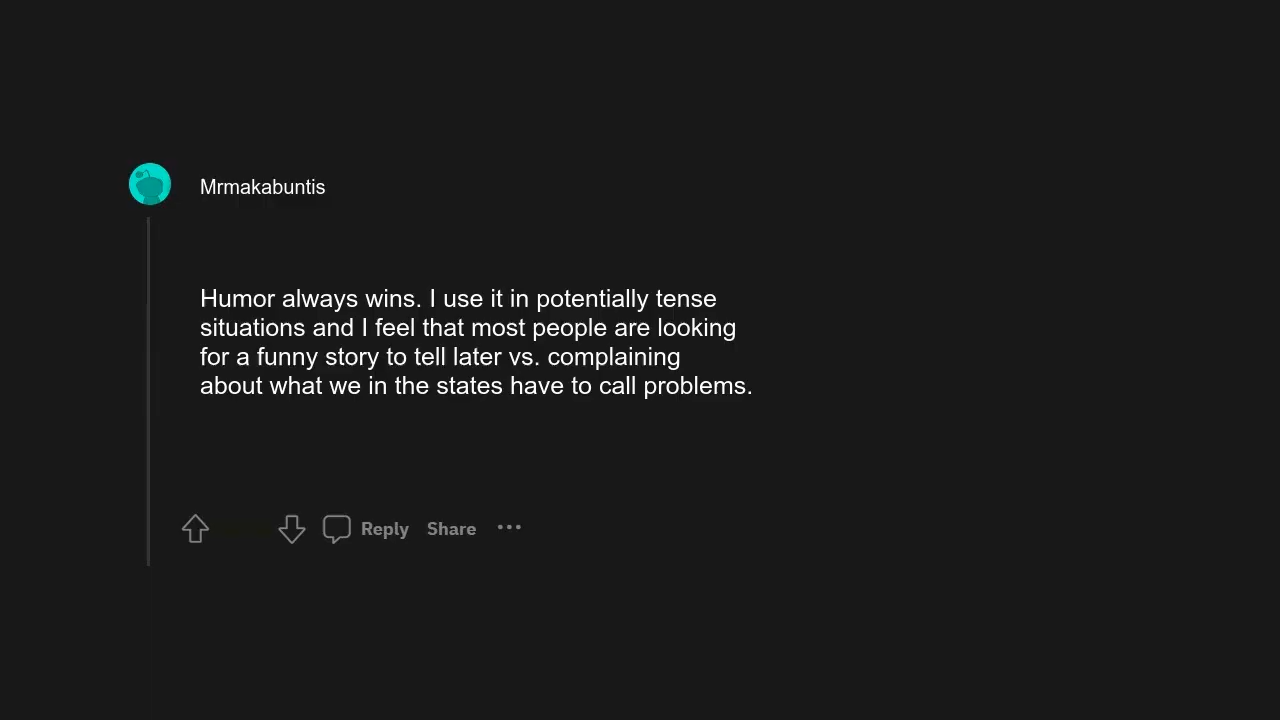 Mrmakabuntis
Humor always wins. I use it in potentially tense
situations and I feel that most people are looking
for a funny story to tell later vs. complaining
about what we in the states have to call problems.
Reply Share